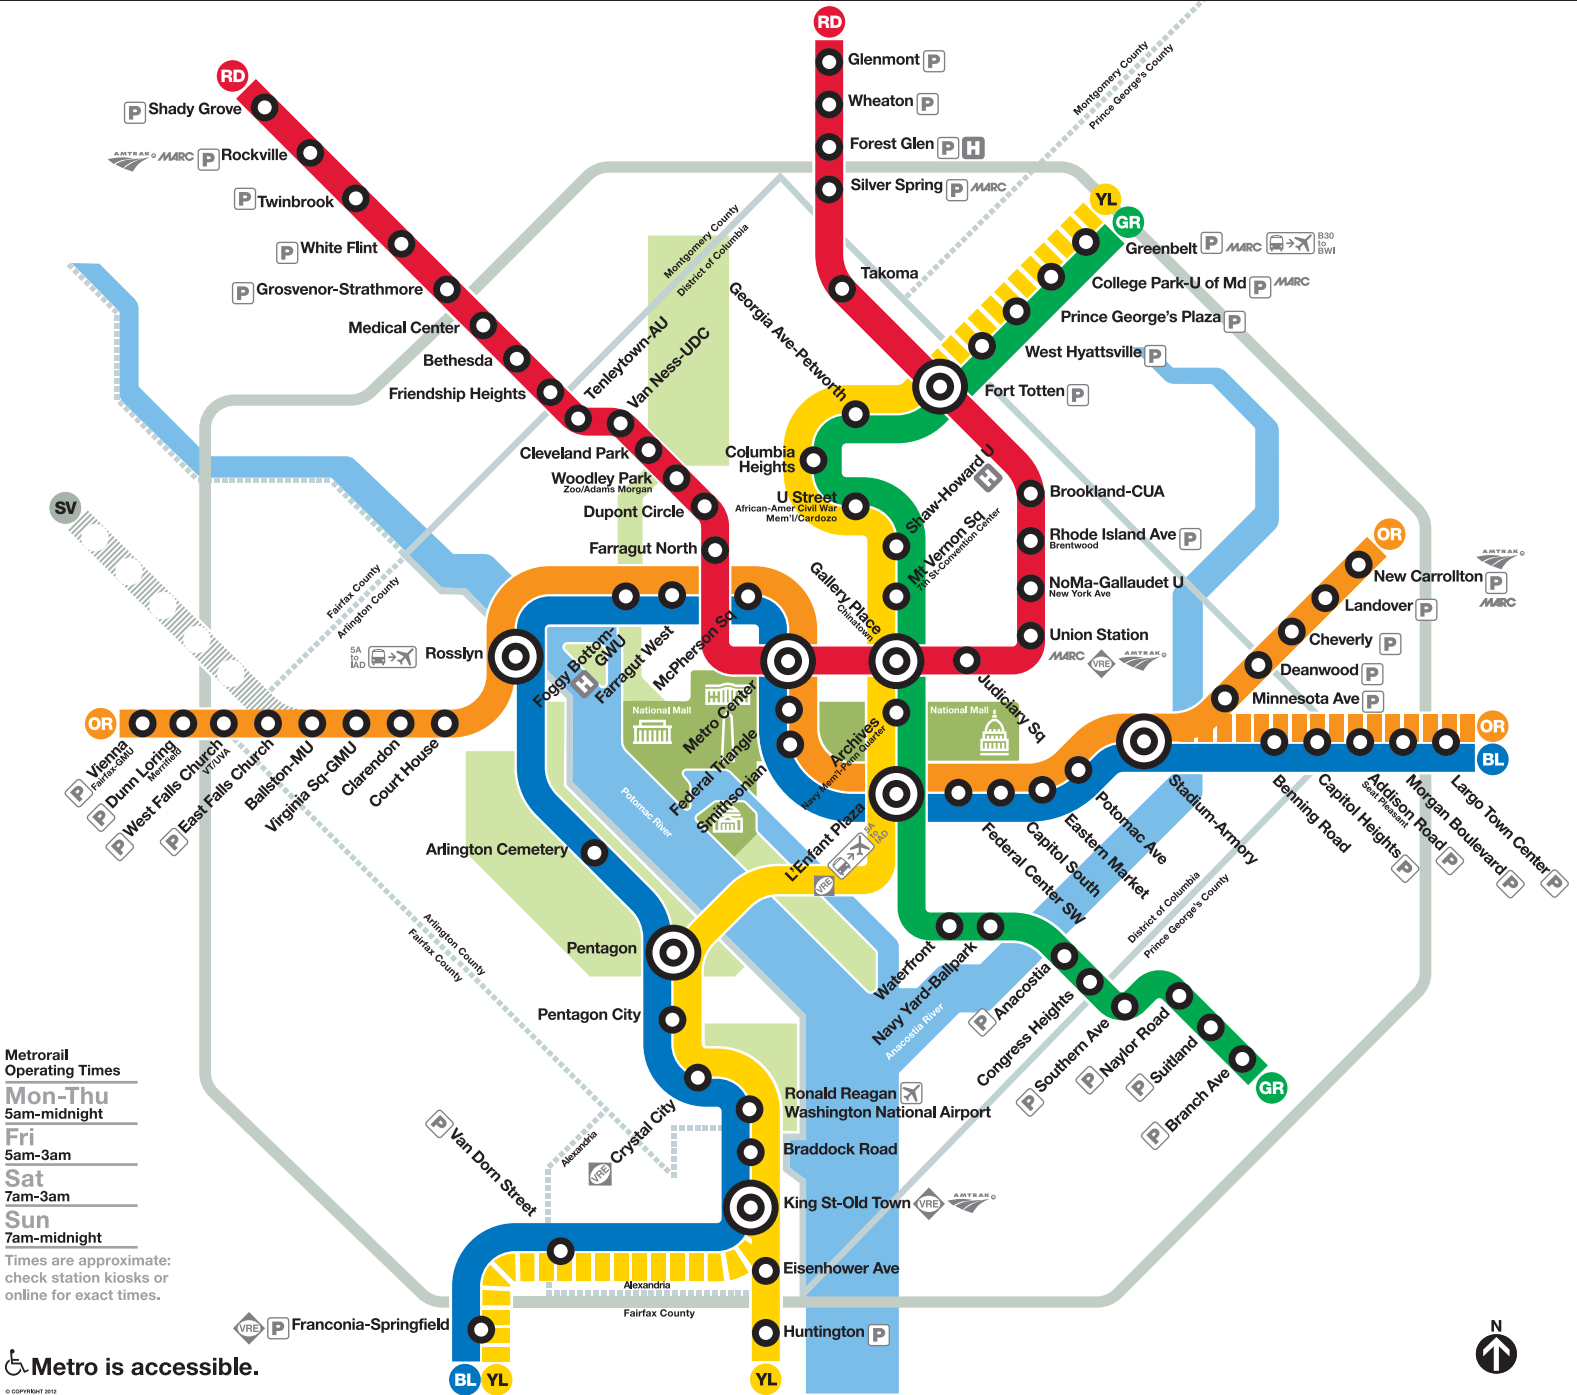 RD
Glenmont P
Wheaton P
Forest Glen P H
Silver Spring P MARC
Takoma
RD
P Shady Grove
AMTRAK MARC P Rockville
P Twinbrook
P White Flint
P Grosvenor-Strathmore
Medical Center
Bethesda
Friendship Heights
Tenleytown-AU
Van Ness-UDC
Cleveland Park
Woodley Park
Zoo/Adams Morgan
Dupont Circle
Farragut North
Montgomery County
Prince George's County
Montgomery County
District of Columbia
YL
GR
Greenbelt P MARC
B30
to
BWI
College Park-U of Md P MARC
Prince George's Plaza P
West Hyattsville P
Fort Totten P
Georgia Ave-Petworth
Columbia
Heights
U Street
African-Amer Civil War
Mem'l/Cardozo
Shaw-Howard U
H
Mt Vernon Sq
7th St-Convention Center
Gallery Place
Chinatown
Brookland-CUA
Rhode Island Ave P
Brentwood
NoMa-Gallaudet U
New York Ave
Union Station
MARC VRE AMTRAK
Judiciary Sq
SV
Fairfax County
Arlington County
5A
to
IAD
Rosslyn
Foggy Bottom-
GWU
H
Farragut West
McPherson Sq
Metro Center
Federal Triangle
Smithsonian
National Mall
National Mall
Archives
Navy Mem'l-Penn Quarter
L'Enfant Plaza
VRE
5A
to
IAD
OR
AMTRAK
New Carrollton P
MARC
Landover P
Cheverly P
Deanwood P
Minnesota Ave P
OR
BL
OR
Vienna
Fairfax-GMU
P
Dunn Loring
Merrifield
P
West Falls Church
VT/UVA
P
East Falls Church
P
Ballston-MU
Virginia Sq-GMU
Clarendon
Court House
Potomac River
Federal Center SW
Capitol South
Eastern Market
Potomac Ave
Stadium-Armory
Benning Road
Capitol Heights P
Addison Road P
Seat Pleasant
Morgan Boulevard P
Largo Town Center P
Arlington Cemetery
Pentagon
Pentagon City
Arlington County
Fairfax County
District of Columbia
Prince George's County
Waterfront
Navy Yard-Ballpark
Anacostia River
P Anacostia
Congress Heights
P Southern Ave
P Naylor Road
P Suitland
P Branch Ave
GR
Crystal City
VRE
Ronald Reagan
Washington National Airport
Braddock Road
King St-Old Town VRE AMTRAK
Eisenhower Ave
Huntington P
P Van Dorn Street
Alexandria
Alexandria
Fairfax County
VRE P Franconia-Springfield
BL YL
YL
Metrorail
Operating Times
Mon-Thu
5am-midnight
Fri
5am-3am
Sat
7am-3am
Sun
7am-midnight
Times are approximate:
check station kiosks or
online for exact times.
Metro is accessible.
© COPYRIGHT 2012
N